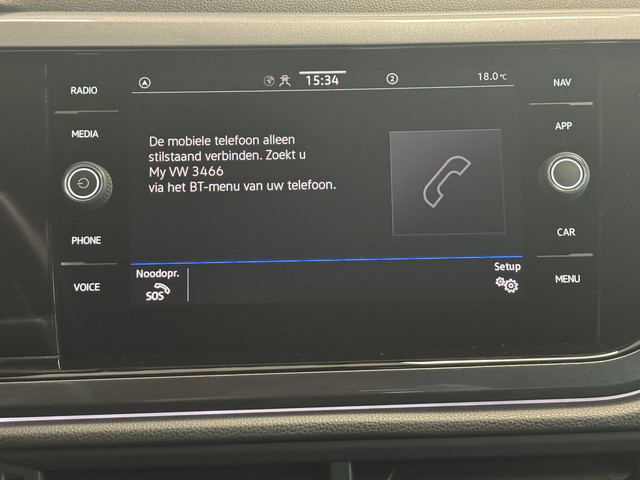 RADIO
MEDIA
PHONE
VOICE
15:34
2
18.0°C
De mobiele telefoon alleen
stilstaand verbinden. Zoekt u
My VW 3466
via het BT-menu van uw telefoon.
Noodopr.
SOS
Setup
NAV
APP
CAR
MENU